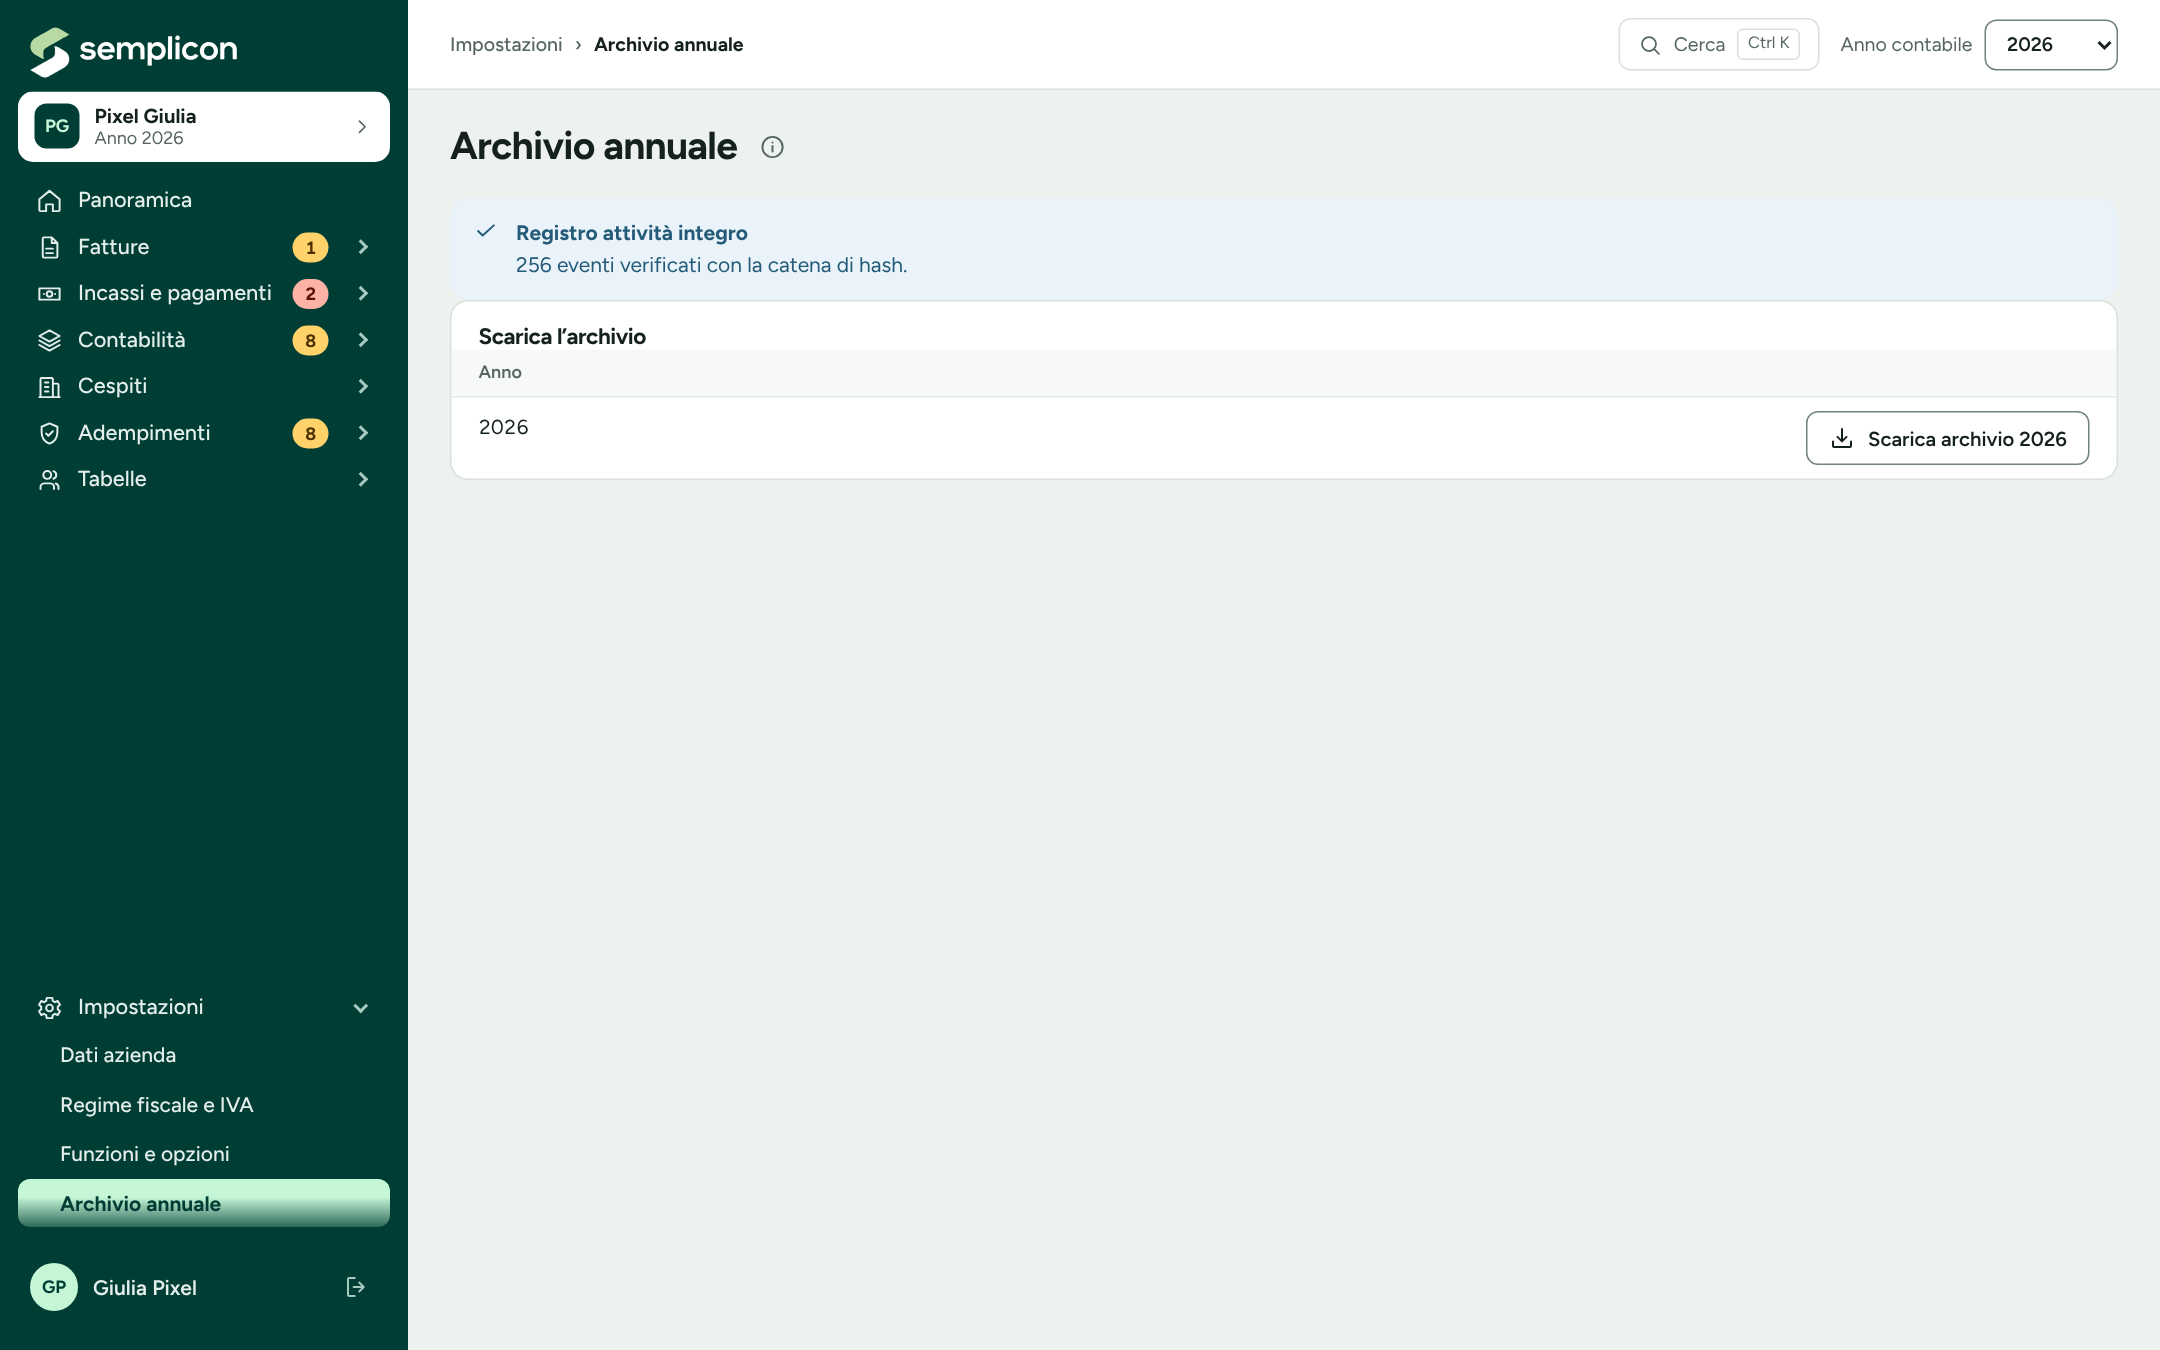 semplicon
PG
Pixel Giulia
Anno 2026
Panoramica
Fatture 1
Incassi e pagamenti 2
Contabilità 8
Cespiti
Adempimenti 8
Tabelle
Impostazioni
Dati azienda
Regime fiscale e IVA
Funzioni e opzioni
Archivio annuale
GP Giulia Pixel
Impostazioni › Archivio annuale
Cerca Ctrl K
Anno contabile 2026
Archivio annuale
Registro attività integro
256 eventi verificati con la catena di hash.
Scarica l’archivio
Anno
2026
Scarica archivio 2026